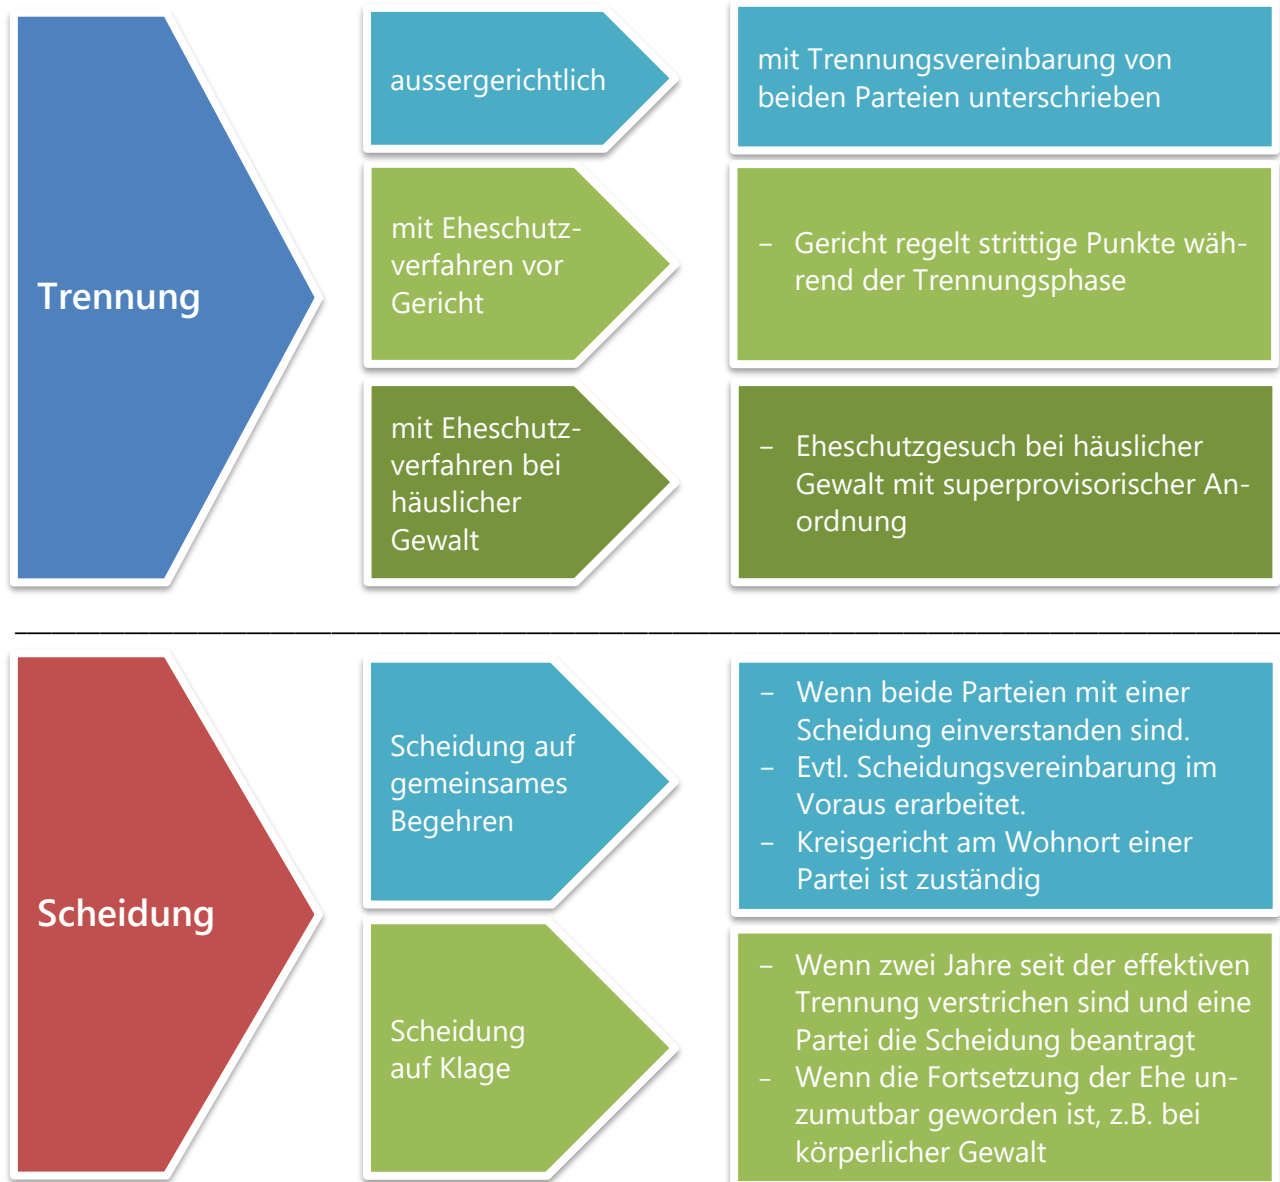 Trennung
aussergerichtlich
mit Trennungsvereinbarung von
beiden Parteien unterschrieben
mit Eheschutz-
verfahren vor
Gericht
– Gericht regelt strittige Punkte wäh-
rend der Trennungsphase
mit Eheschutz-
verfahren bei
häuslicher
Gewalt
– Eheschutzgesuch bei häuslicher
Gewalt mit superprovisorischer An-
ordnung
Scheidung
Scheidung auf
gemeinsames
Begehren
– Wenn beide Parteien mit einer
Scheidung einverstanden sind.
– Evtl. Scheidungsvereinbarung im
Voraus erarbeitet.
– Kreisgericht am Wohnort einer
Partei ist zuständig
Scheidung
auf Klage
– Wenn zwei Jahre seit der effektiven
Trennung verstrichen sind und eine
Partei die Scheidung beantragt
– Wenn die Fortsetzung der Ehe un-
zumutbar geworden ist, z.B. bei
körperlicher Gewalt